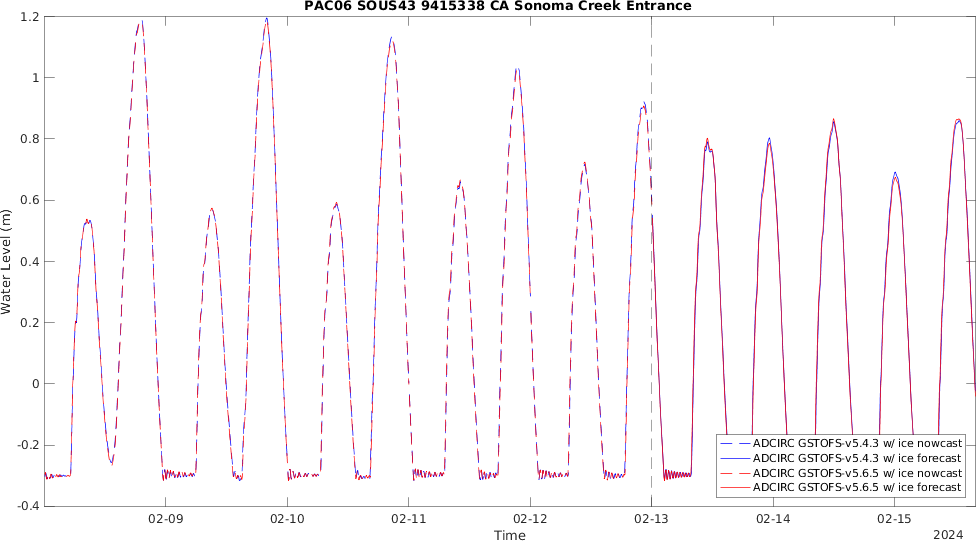 PAC06 SOUS43 9415338 CA Sonoma Creek Entrance
1.2
1
0.8
0.6
0.4
0.2
0
-0.2
-0.4
Water Level (m)
02-09
02-10
02-11
02-12
02-13
02-14
02-15
Time
2024
ADCIRC GSTOFS-v5.4.3 w/ ice nowcast
ADCIRC GSTOFS-v5.4.3 w/ ice forecast
ADCIRC GSTOFS-v5.6.5 w/ ice nowcast
ADCIRC GSTOFS-v5.6.5 w/ ice forecast